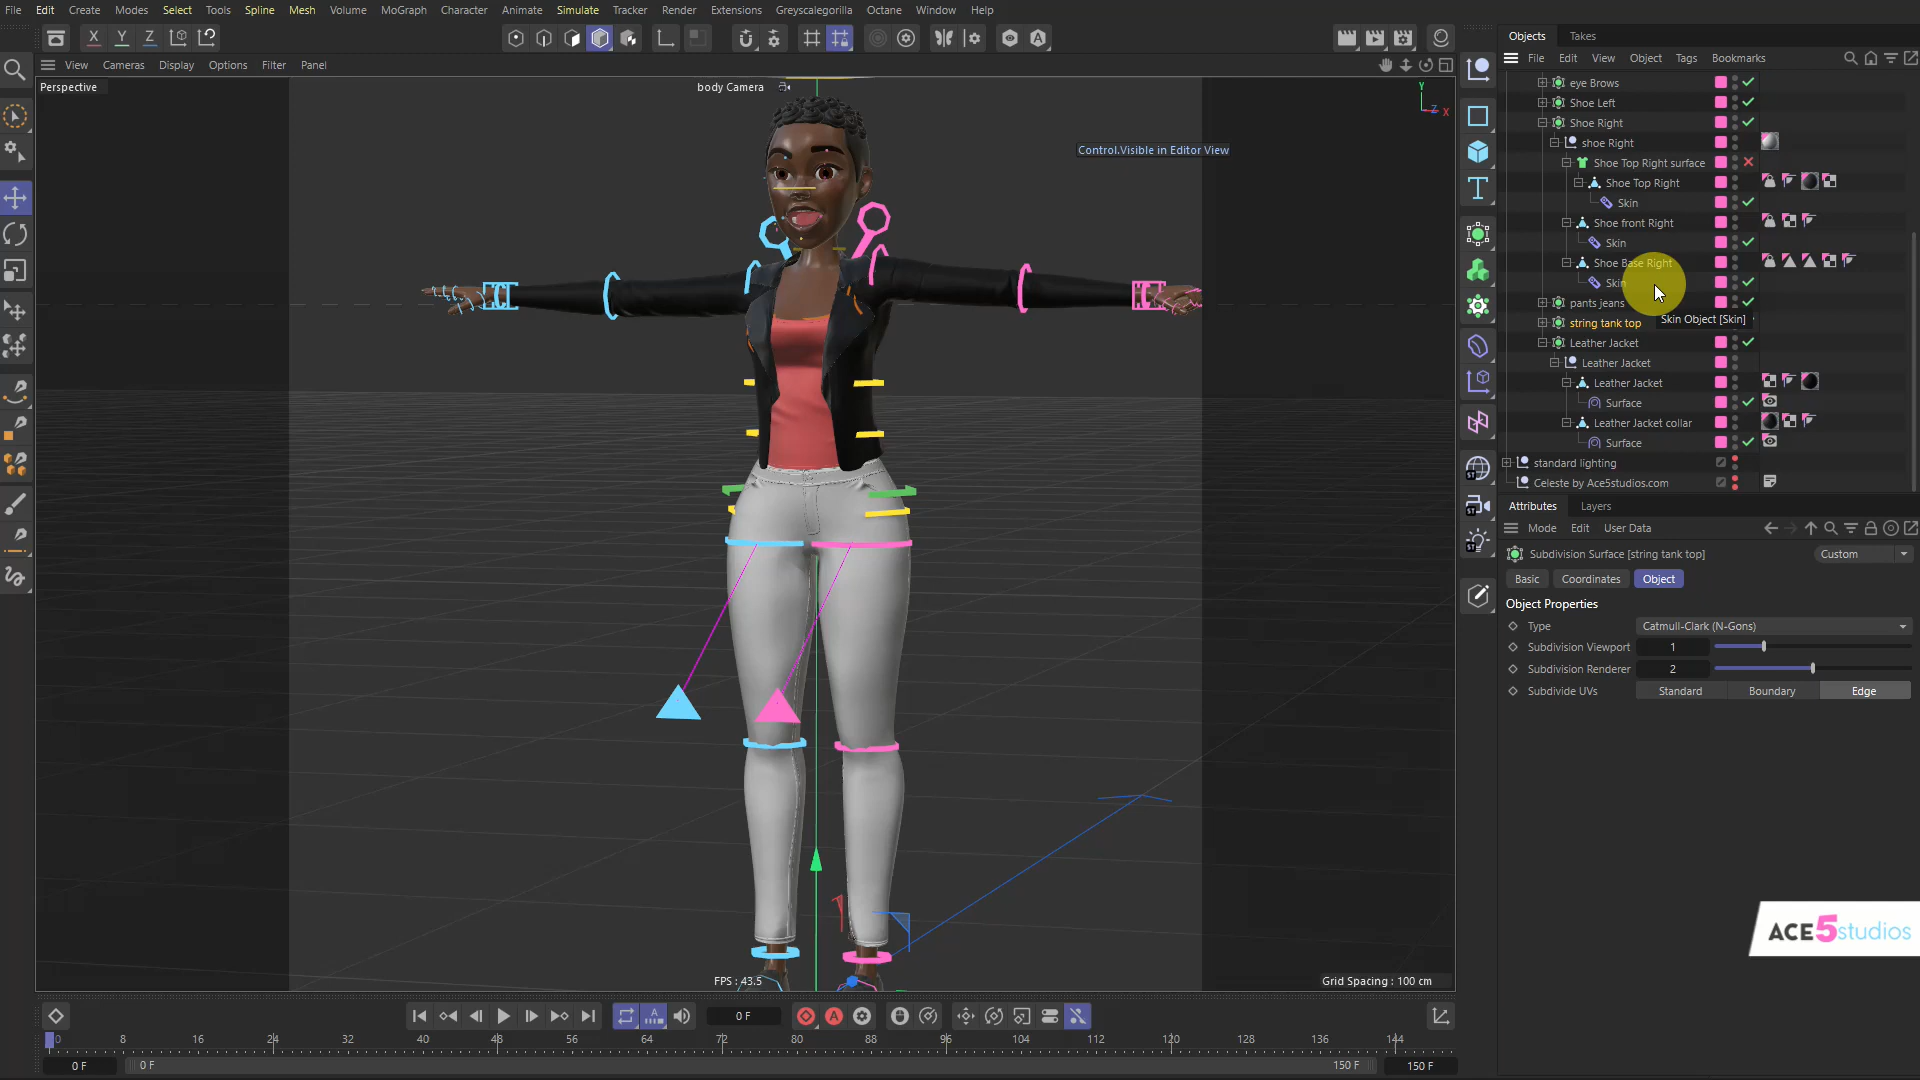 File Edit Create Modes Select Tools Spline Mesh Volume MoGraph Character Animate Simulate Tracker Render Extensions Greyscalegorilla Octane Window Help
X Y Z
View Cameras Display Options Filter Panel
Perspective
body Camera
Y
Z X
Control.Visible in Editor View
FPS : 43.5
Grid Spacing : 100 cm
Objects Takes
File Edit View Object Tags Bookmarks
eye Brows
Shoe Left
Shoe Right
shoe Right
Shoe Top Right surface
Shoe Top Right
Skin
Shoe front Right
Skin
Shoe Base Right
Skin
pants jeans
string tank top
Skin Object [Skin]
Leather Jacket
Leather Jacket
Leather Jacket
Surface
Leather Jacket collar
Surface
standard lighting
Celeste by Ace5studios.com
Attributes Layers
Mode Edit User Data
Subdivision Surface [string tank top]
Custom
Basic Coordinates Object
Object Properties
Type Catmull-Clark (N-Gons)
Subdivision Viewport 1
Subdivision Renderer 2
Subdivide UVs Standard Boundary Edge
ACE5studios
0 F
0 8 16 24 32 40 48 56 64 72 80 88 96 104 112 120 128 136 144
0 F 0 F 150 F 150 F